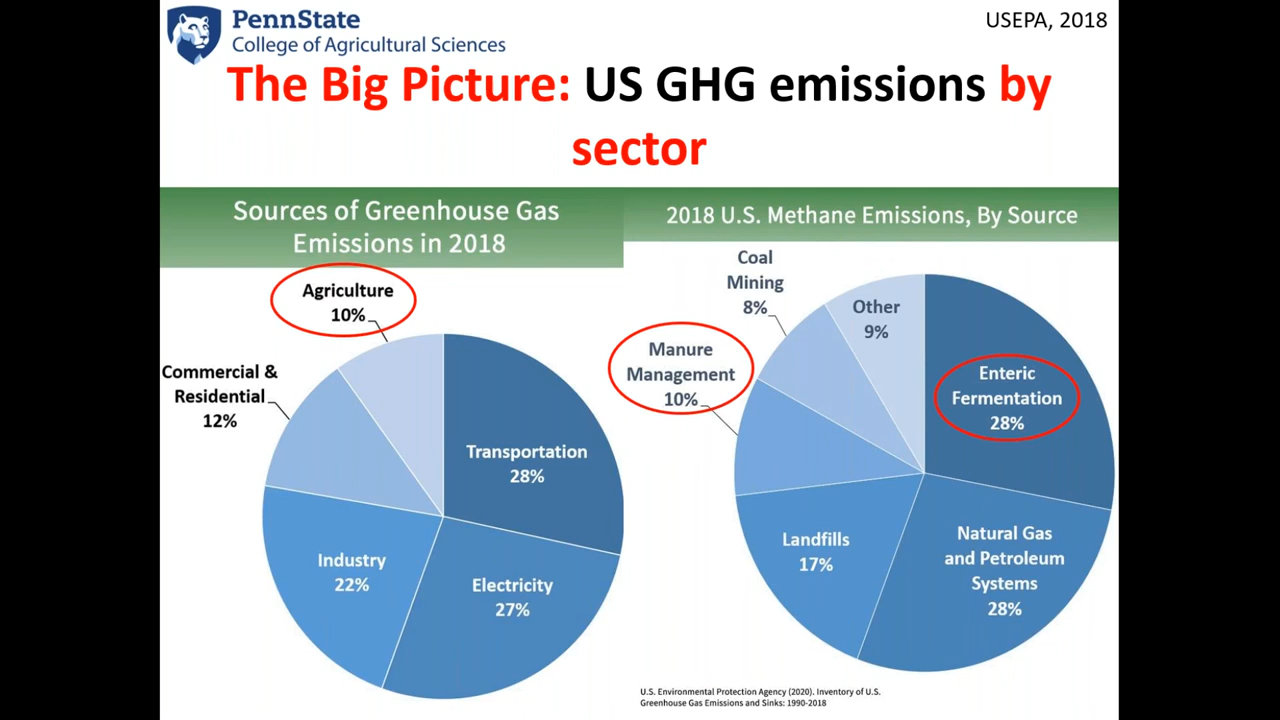 PennState
College of Agricultural Sciences
USEPA, 2018
The Big Picture: US GHG emissions by
sector
Sources of Greenhouse Gas
Emissions in 2018
Agriculture
10%
Commercial &
Residential
12%
Transportation
28%
Industry
22%
Electricity
27%
2018 U.S. Methane Emissions, By Source
Coal
Mining
8%
Other
9%
Manure
Management
10%
Enteric
Fermentation
28%
Landfills
17%
Natural Gas
and Petroleum
Systems
28%
U.S. Environmental Protection Agency (2020). Inventory of U.S.
Greenhouse Gas Emissions and Sinks: 1990-2018